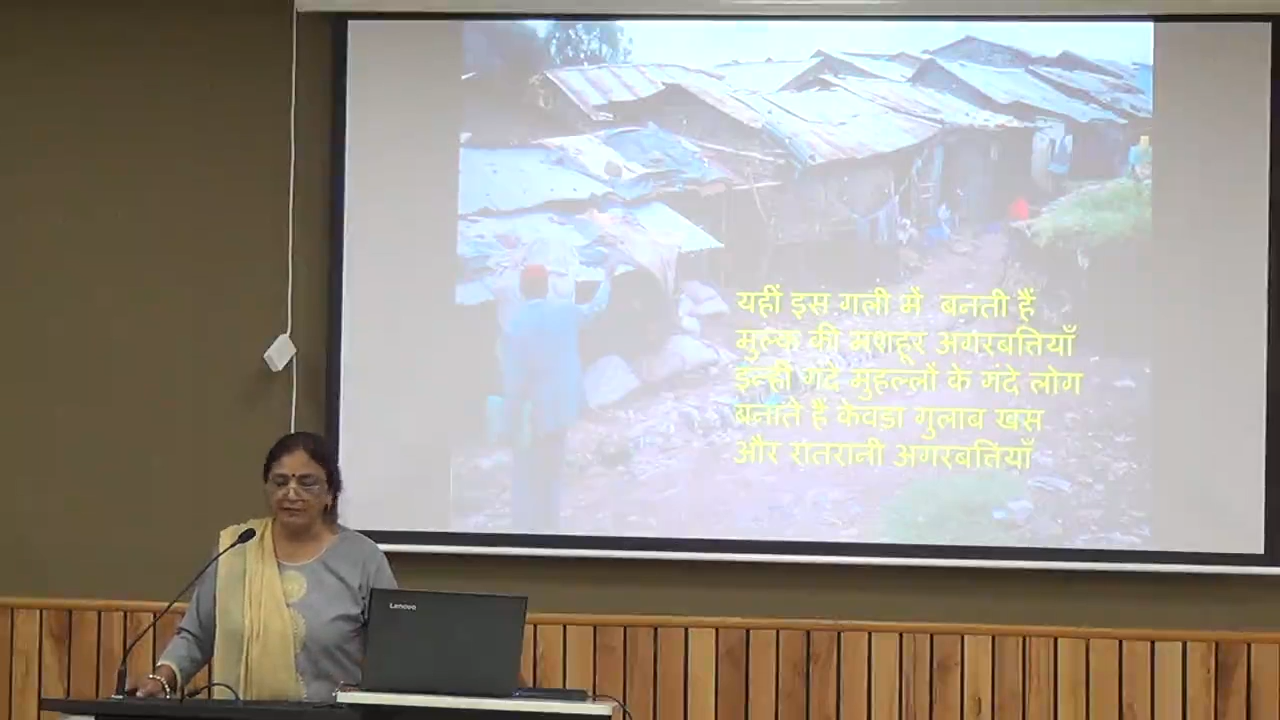 यहीं इस गली में बनती हैं
मुल्क की मशहूर अगरबत्तियाँ
इन्हीं गंदे मुहल्लों के गंदे लोग
बनाते हैं केवड़ा गुलाब खस
और रातरानी अगरबत्तियाँ
Lenovo